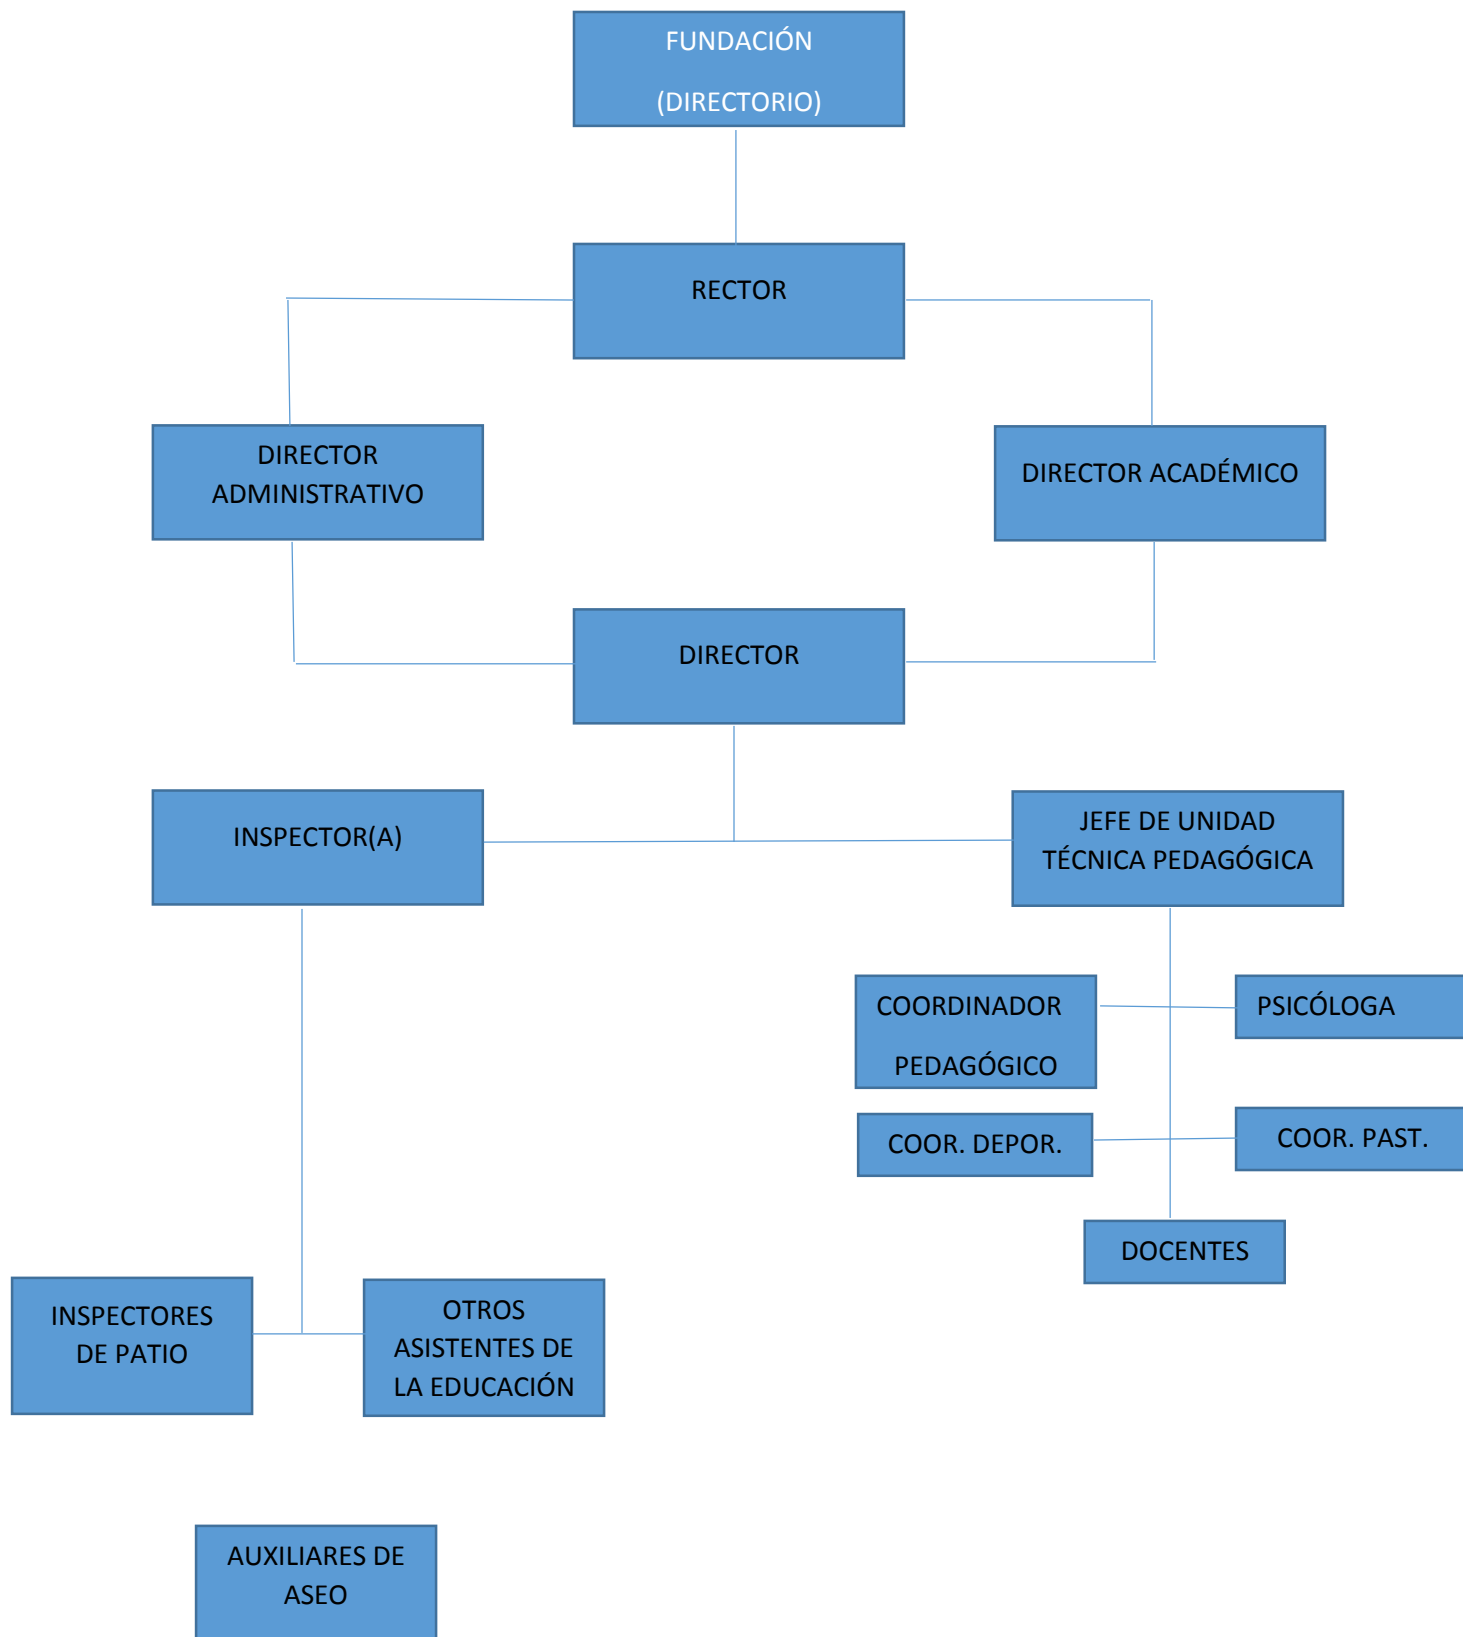 FUNDACIÓN
(DIRECTORIO)
RECTOR
DIRECTOR
ADMINISTRATIVO
DIRECTOR ACADÉMICO
DIRECTOR
INSPECTOR(A)
JEFE DE UNIDAD
TÉCNICA PEDAGÓGICA
COORDINADOR
PEDAGÓGICO
PSICÓLOGA
COOR. DEPOR.
COOR. PAST.
DOCENTES
INSPECTORES
DE PATIO
OTROS
ASISTENTES DE
LA EDUCACIÓN
AUXILIARES DE
ASEO